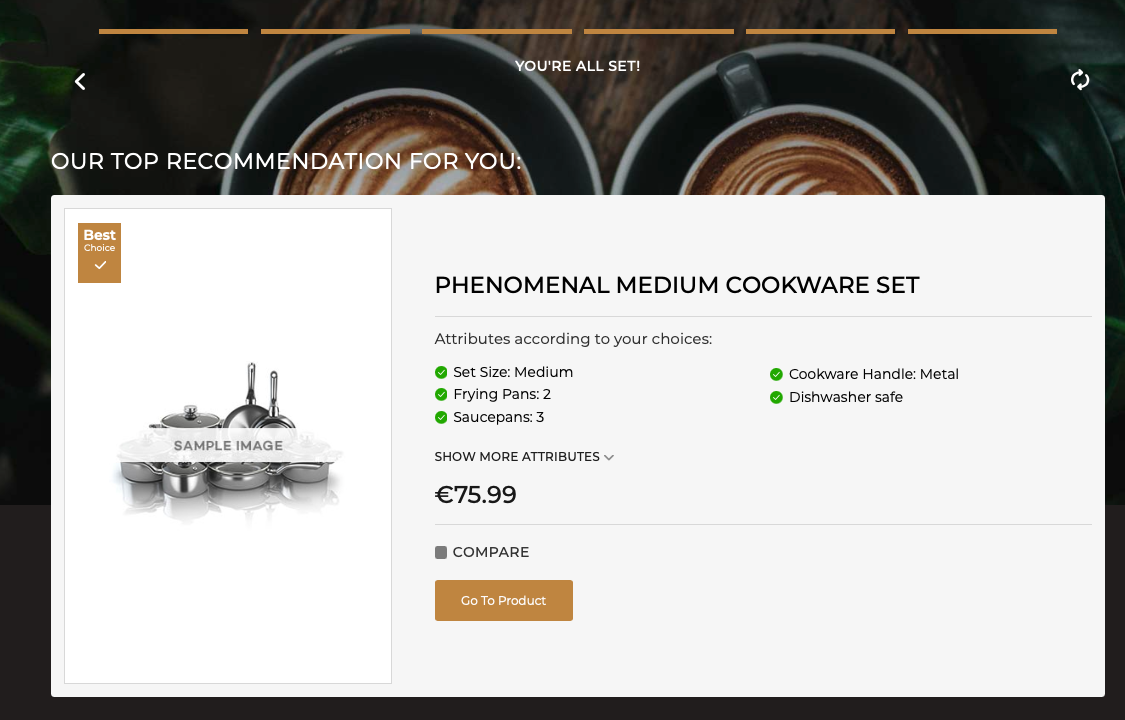 YOU'RE ALL SET!
OUR TOP RECOMMENDATION FOR YOU:
Best
Choice
SAMPLE IMAGE
PHENOMENAL MEDIUM COOKWARE SET
Attributes according to your choices:
Set Size: Medium
Frying Pans: 2
Saucepans: 3
Cookware Handle: Metal
Dishwasher safe
SHOW MORE ATTRIBUTES
€75.99
COMPARE
Go To Product